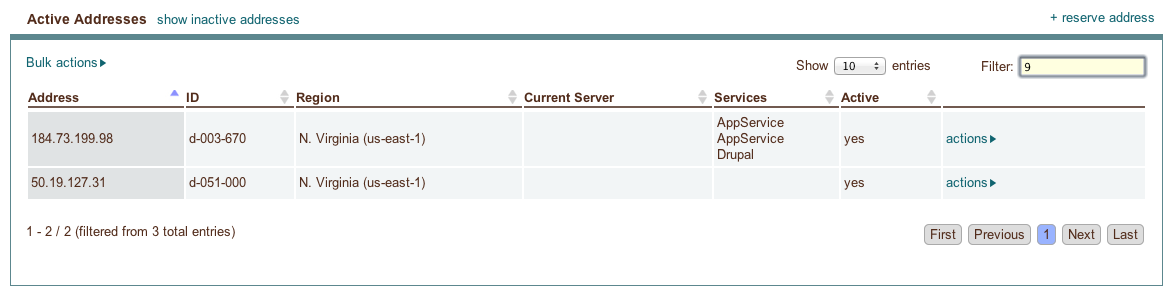 Active Addresses show inactive addresses + reserve address
Bulk actions Show 10 entries Filter: 9
Address ID Region Current Server Services Active
184.73.199.98 d-003-670 N. Virginia (us-east-1) AppService AppService Drupal yes actions
50.19.127.31 d-051-000 N. Virginia (us-east-1) yes actions
1 - 2 / 2 (filtered from 3 total entries) First Previous 1 Next Last